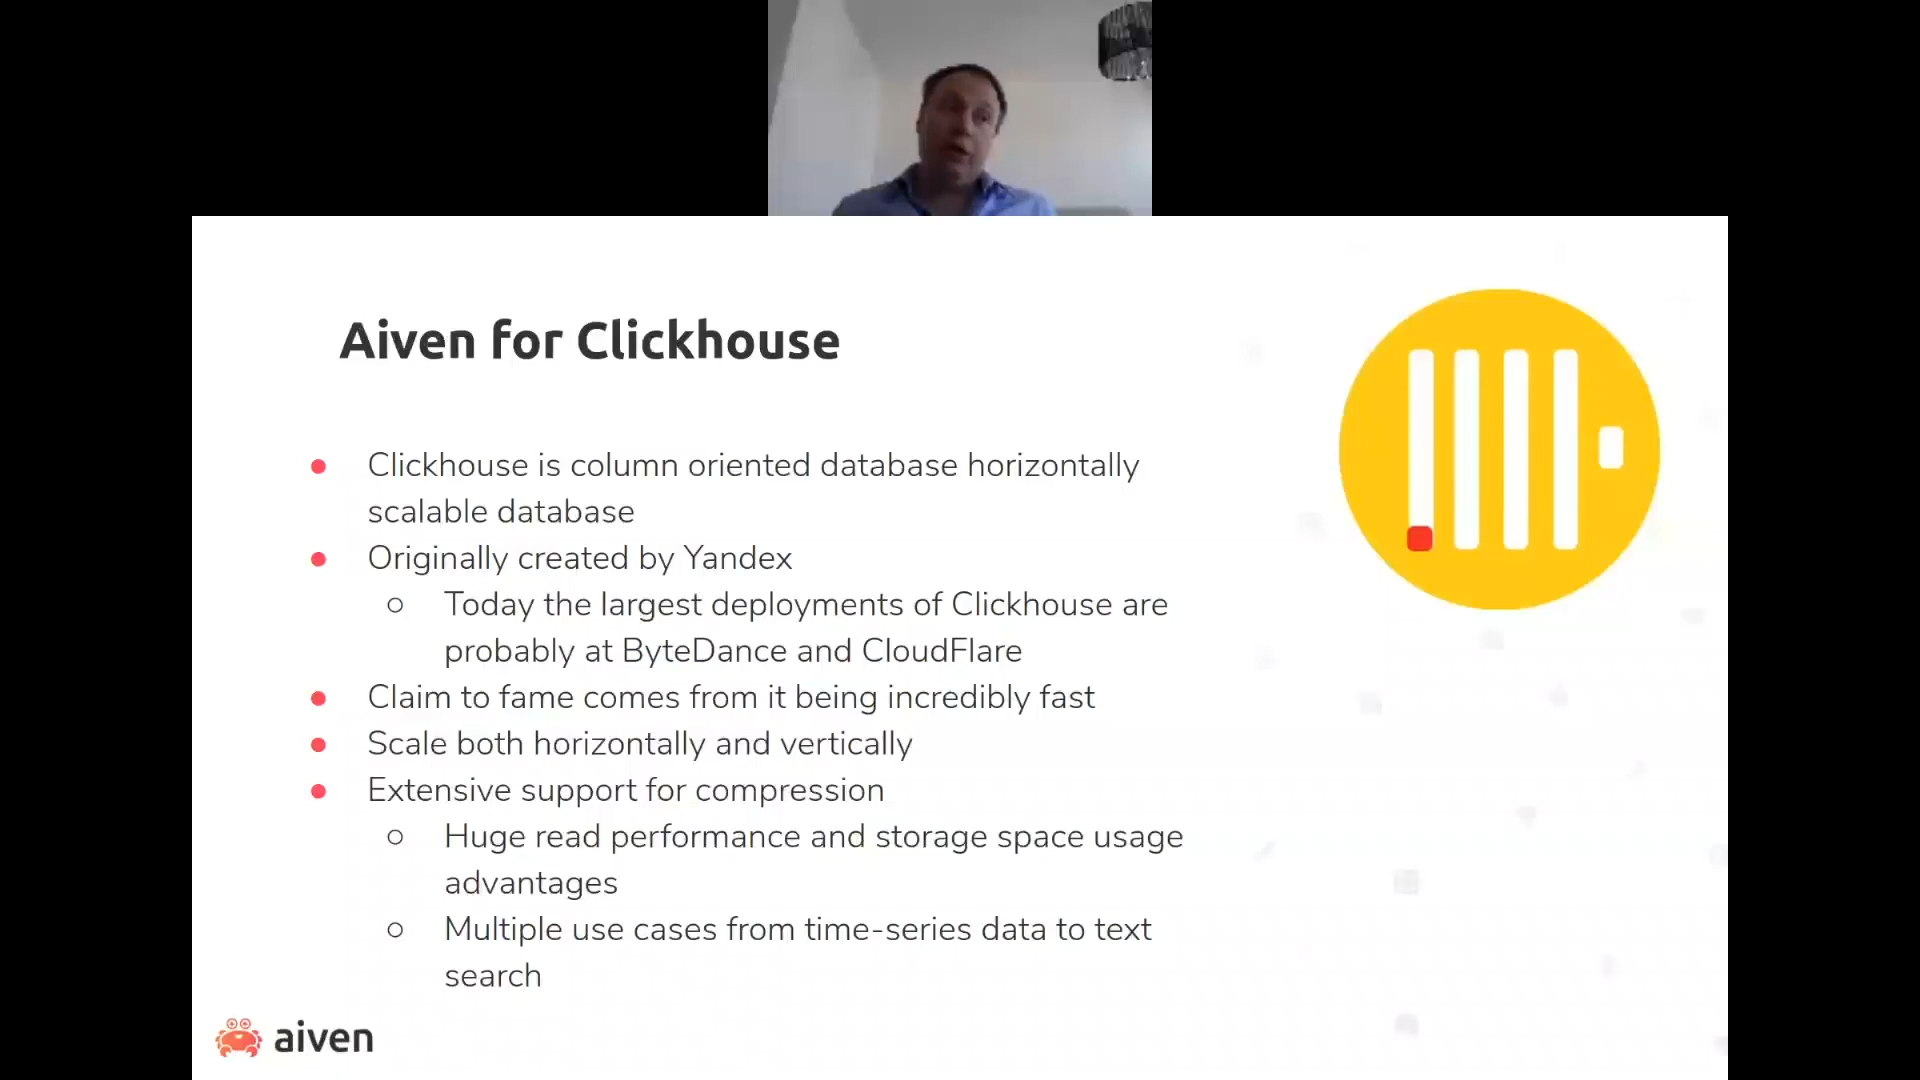 Aiven for Clickhouse
● Clickhouse is column oriented database horizontally
scalable database
● Originally created by Yandex
○ Today the largest deployments of Clickhouse are
probably at ByteDance and CloudFlare
● Claim to fame comes from it being incredibly fast
● Scale both horizontally and vertically
● Extensive support for compression
○ Huge read performance and storage space usage
advantages
○ Multiple use cases from time-series data to text
search
aiven